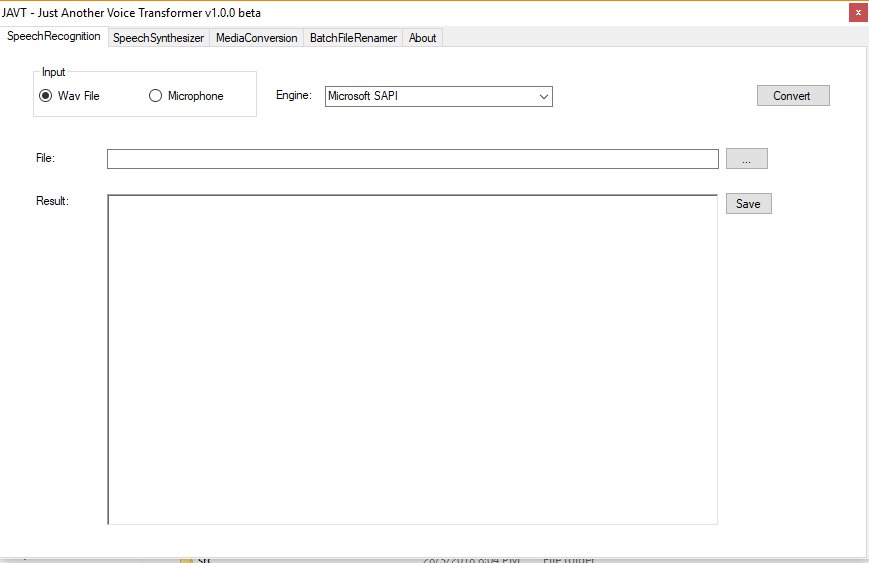 JAVT - Just Another Voice Transformer v1.0.0 beta
x
SpeechRecognition SpeechSynthesizer MediaConversion BatchFileRenamer About
Input
Wav File Microphone Engine: Microsoft SAPI Convert
File: ...
Result: Save